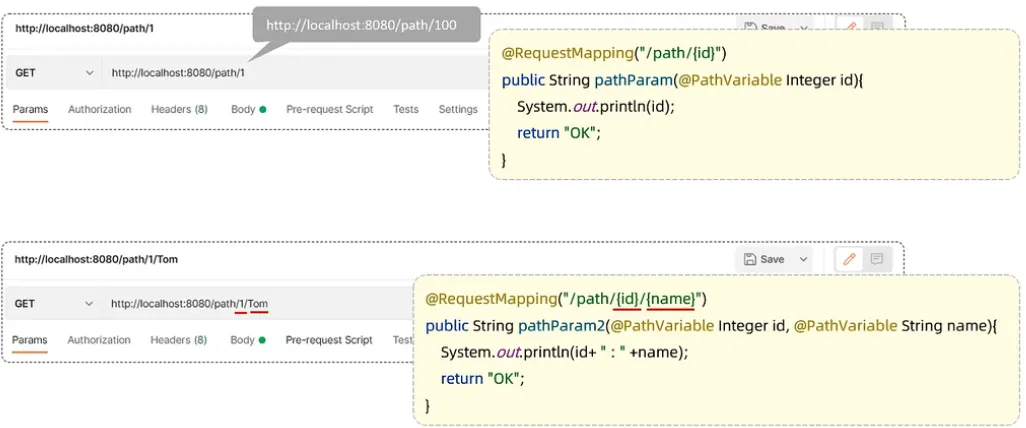 http://localhost:8080/path/1
http://localhost:8080/path/100
Save
GET
http://localhost:8080/path/1
Params Authorization Headers (8) Body Pre-request Script Tests Settings
@RequestMapping("/path/{id}")
public String pathParam(@PathVariable Integer id){
System.out.println(id);
return "OK";
}
http://localhost:8080/path/1/Tom
Save
GET
http://localhost:8080/path/1/Tom
Params Authorization Headers (8) Body Pre-request Script
@RequestMapping("/path/{id}/{name}")
public String pathParam2(@PathVariable Integer id, @PathVariable String name){
System.out.println(id+ " : " +name);
return "OK";
}